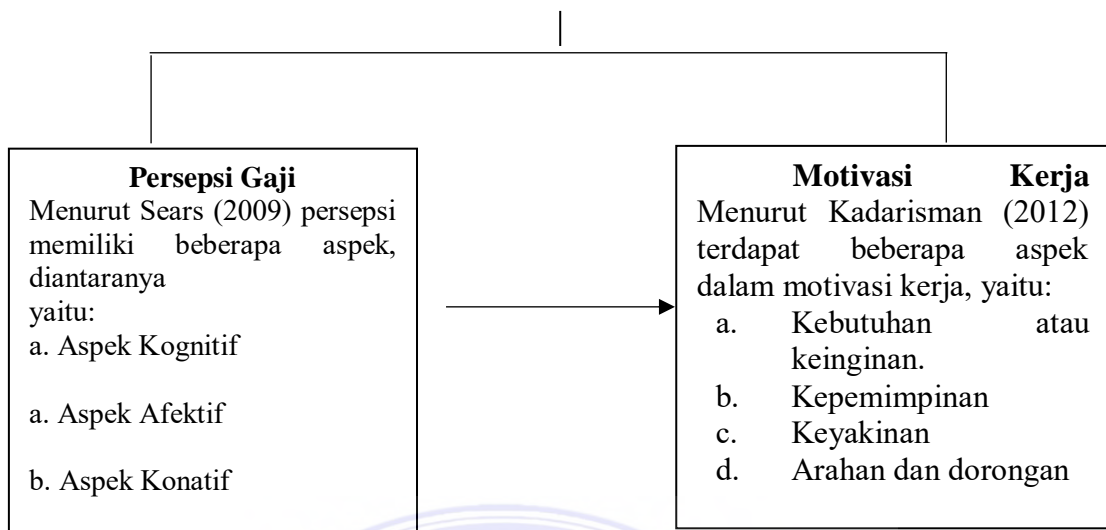 Persepsi Gaji
Menurut Sears (2009) persepsi
memiliki beberapa aspek,
diantaranya
yaitu:
a. Aspek Kognitif
a. Aspek Afektif
b. Aspek Konatif
Motivasi Kerja
Menurut Kadarisman (2012)
terdapat beberapa aspek
dalam motivasi kerja, yaitu:
a. Kebutuhan atau
keinginan.
b. Kepemimpinan
c. Keyakinan
d. Arahan dan dorongan